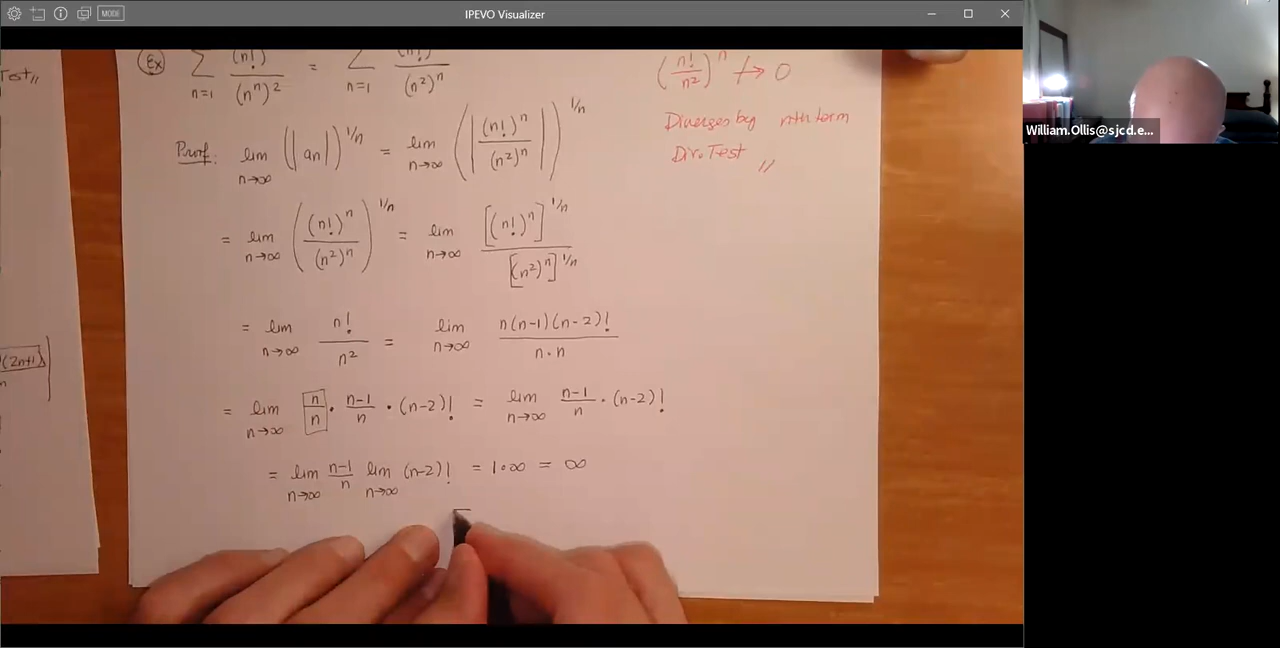 MODE
IPEVO Visualizer
William.Ollis@sjcd.e...
Test,,
(2n+1)
n
Ex ∑ n=1 (n!) / (nⁿ)² = ∑ n=1 (n!) / (n²)ⁿ
Proof: lim n→∞ (|an|)^1/n = lim n→∞ (|(n!)ⁿ / (n²)ⁿ|)^1/n
= lim n→∞ ((n!)ⁿ / (n²)ⁿ)^1/n = lim n→∞ [(n!)ⁿ]^1/n / [(n²)ⁿ]^1/n
= lim n→∞ n! / n² = lim n→∞ n(n-1)(n-2)! / n·n
= lim n→∞ n/n · n-1/n · (n-2)! = lim n→∞ n-1/n · (n-2)!
= lim n→∞ n-1/n lim n→∞ (n-2)! = 1·∞ = ∞
(n!/n²)ⁿ ↛ 0
Diverges by nth term
Div. Test //